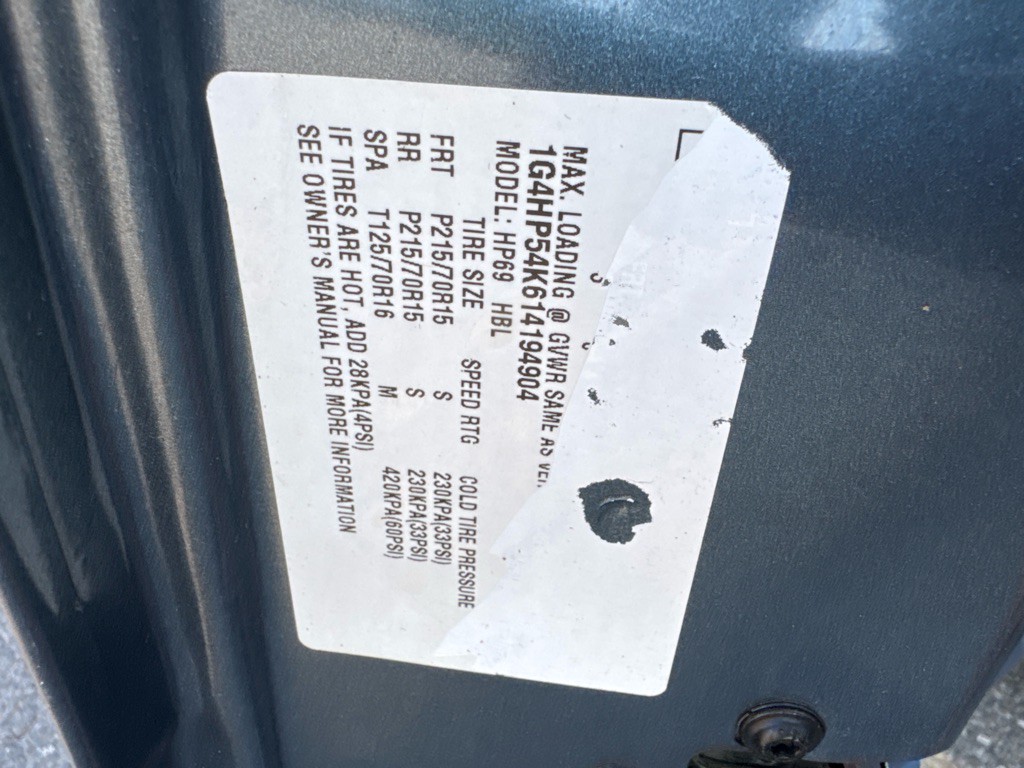 MAX. LOADING @ GVWR SAME AS
1G4HP54K614194904
MODEL: HP69 HBL
TIRE SIZE SPEED RTG COLD TIRE PRESSURE
FRT P215/70R15 S 230KPA(33PSI)
RR P215/70R15 S 230KPA(33PSI)
SPA T125/70R16 M 420KPA(60PSI)
IF TIRES ARE HOT, ADD 28KPA(4PSI)
SEE OWNER'S MANUAL FOR MORE INFORMATION